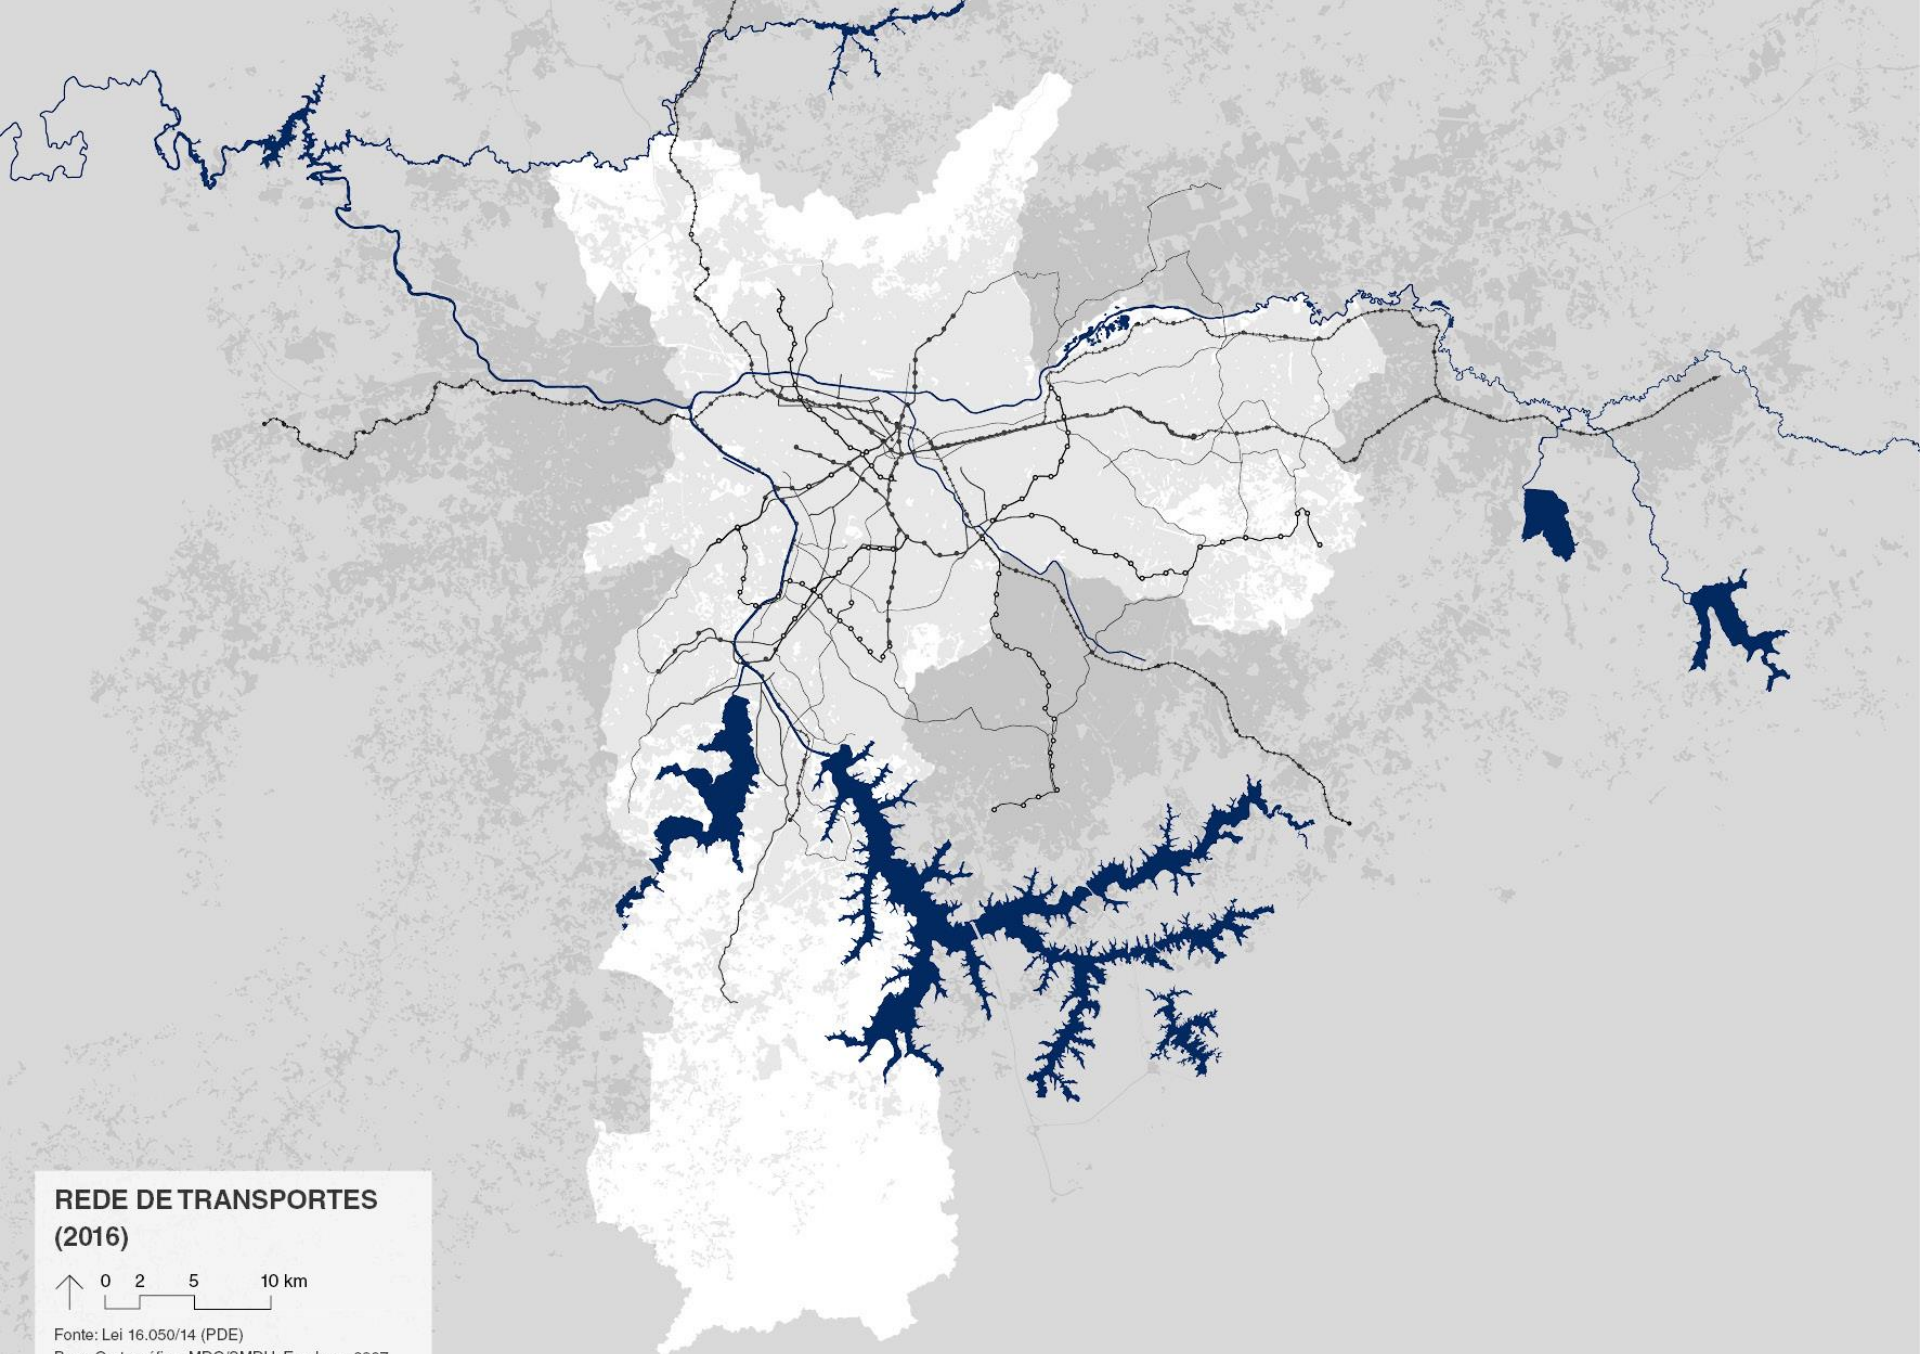 REDE DE TRANSPORTES
(2016)
0 2 5 10 km
Fonte: Lei 16.050/14 (PDE)